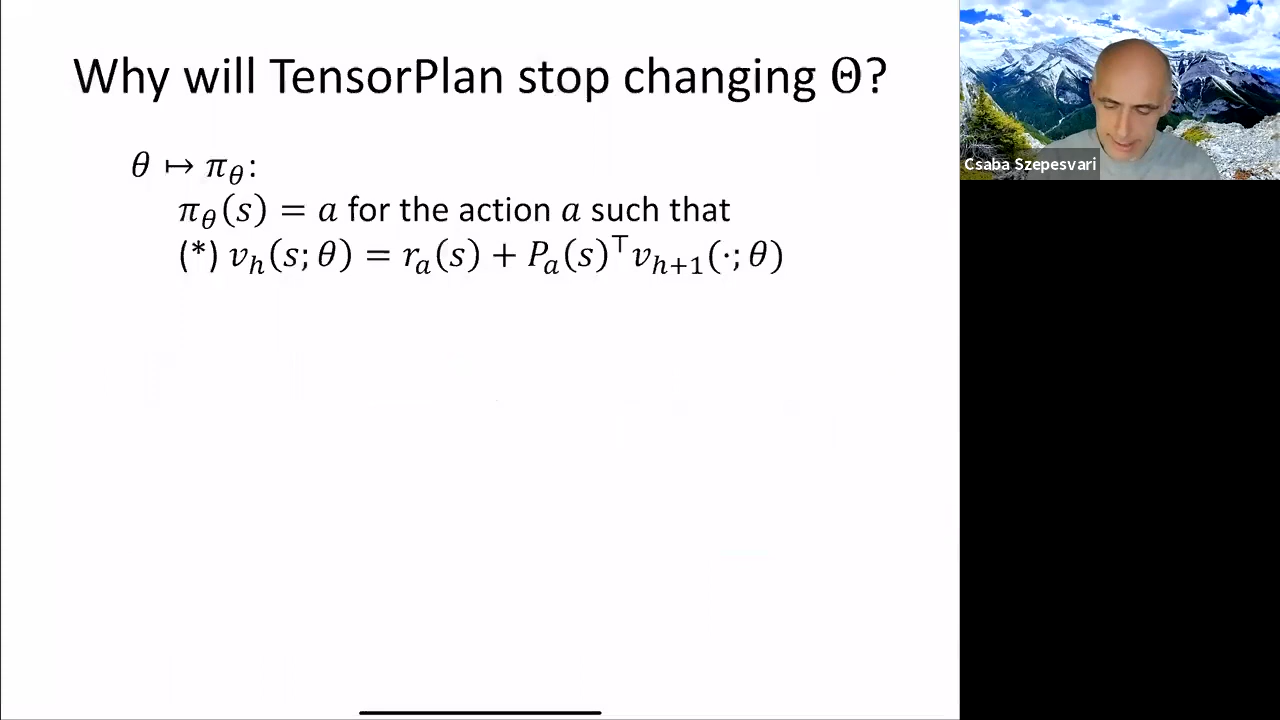 Why will TensorPlan stop changing Θ?
θ ↦ π_θ:
π_θ(s) = a for the action a such that
(*) v_h(s; θ) = r_a(s) + P_a(s)^⊤ v_{h+1}(·; θ)
Csaba Szepesvari